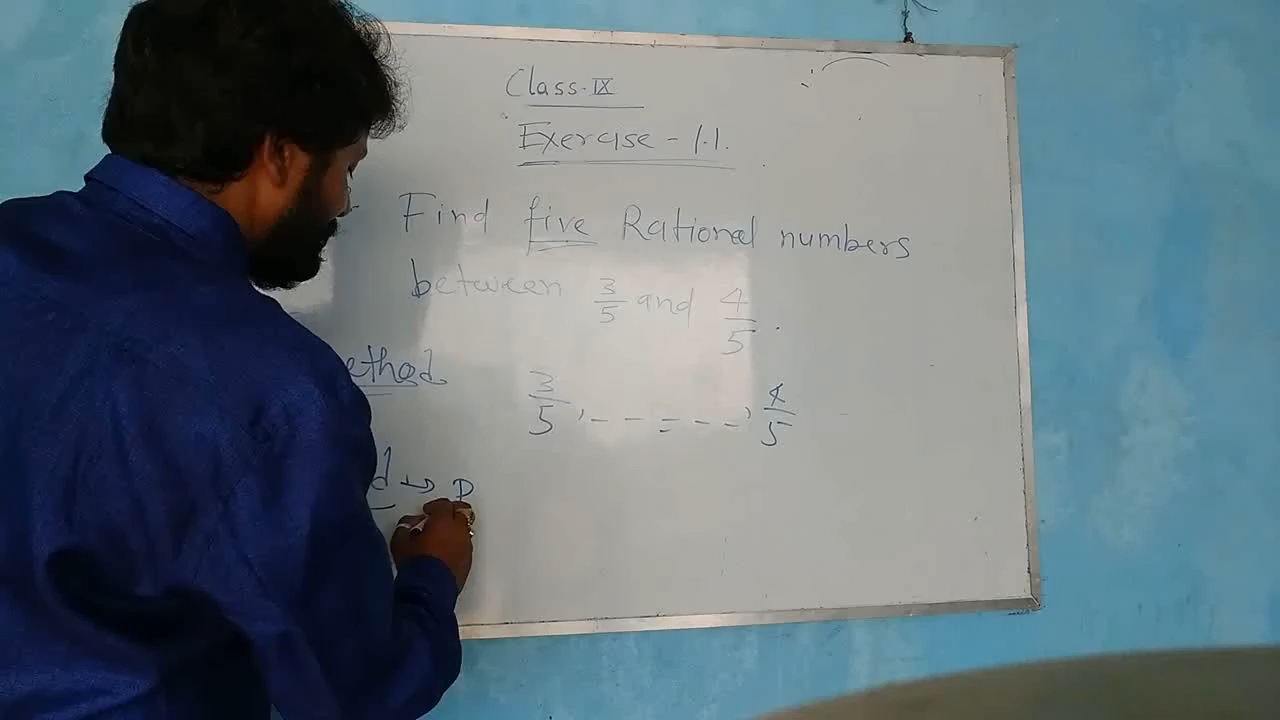 Class. IX
Exercise - 1.1.
Find five Rational numbers
between 3/5 and 4/5.
ethod 3/5, - - = - - , 4/5
d → P